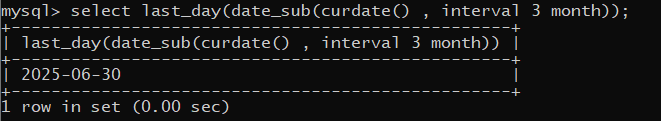 mysql> select last_day(date_sub(curdate() , interval 3 month));
+--------------------------------------------------+
| last_day(date_sub(curdate() , interval 3 month)) |
+--------------------------------------------------+
| 2025-06-30                                       |
+--------------------------------------------------+
1 row in set (0.00 sec)